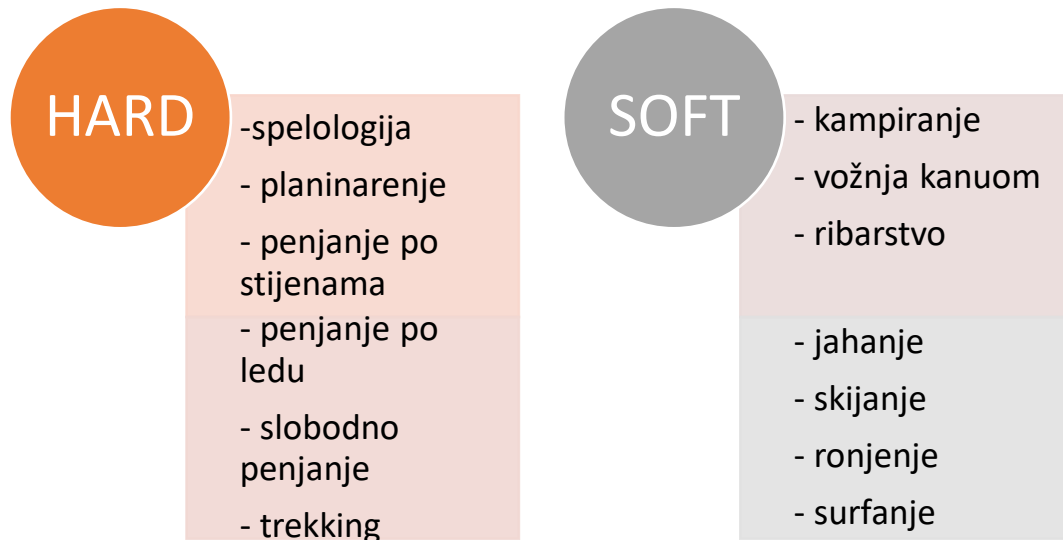 HARD
-spelologija
- planinarenje
- penjanje po
stijenama
- penjanje po
ledu
- slobodno
penjanje
- trekking
SOFT
- kampiranje
- vožnja kanuom
- ribarstvo
- jahanje
- skijanje
- ronjenje
- surfanje